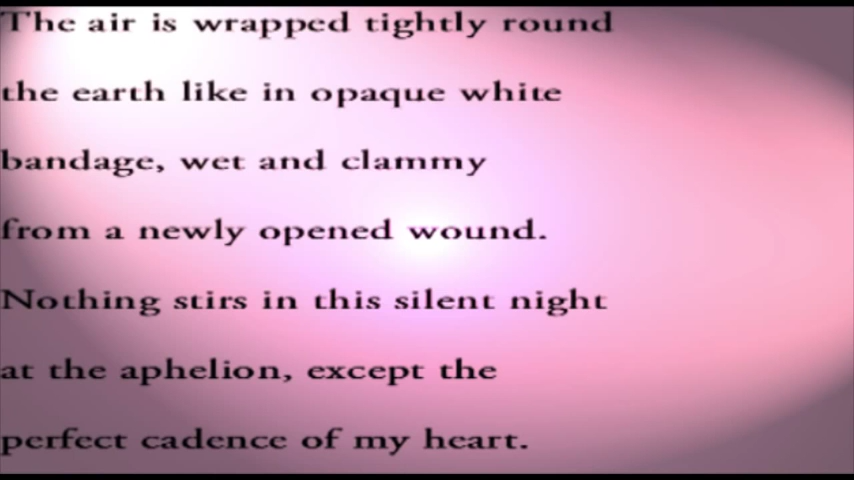 The air is wrapped tightly round
the earth like in opaque white
bandage, wet and clammy
from a newly opened wound.
Nothing stirs in this silent night
at the aphelion, except the
perfect cadence of my heart.